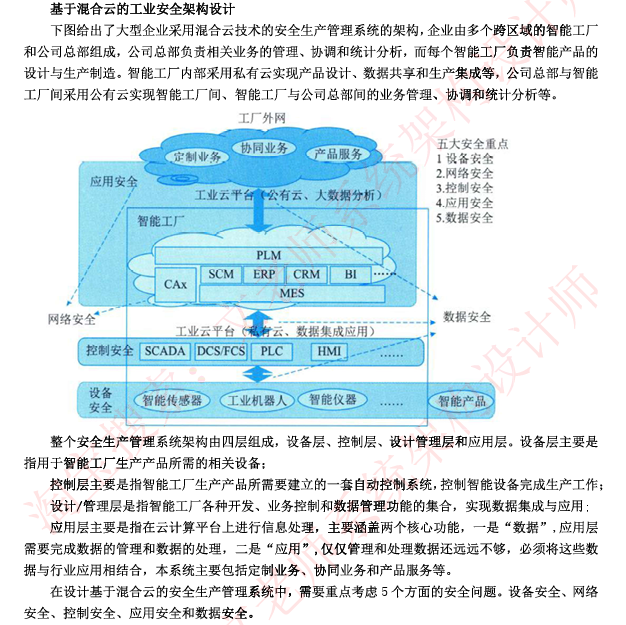 基于混合云的工业安全架构设计
下图给出了大型企业采用混合云技术的安全生产管理系统的架构，企业由多个跨区域的智能工厂
和公司总部组成，公司总部负责相关业务的管理、协调和统计分析，而每个智能工厂负责智能产品的
设计与生产制造。智能工厂内部采用私有云实现产品设计、数据共享和生产集成等，公司总部与智能
工厂间采用公有云实现智能工厂间、智能工厂与公司总部间的业务管理、协调和统计分析等。
工厂外网
定制业务
协同业务
产品服务
五大安全重点
1 设备安全
2.网络安全
3.控制安全
4.应用安全
5.数据安全
应用安全
工业云平台（公有云、大数据分析）
智能工厂
PLM
CAx
SCM
ERP
CRM
BI
……
MES
网络安全
数据安全
工业云平台（私有云、数据集成应用）
控制安全
SCADA
DCS/FCS
PLC
HMI
……
设备
安全
智能传感器
工业机器人
智能仪器
……
智能产品
整个安全生产管理系统架构由四层组成，设备层、控制层、设计管理层和应用层。设备层主要是
指用于智能工厂生产产品所需的相关设备；
控制层主要是指智能工厂生产产品所需要建立的一套自动控制系统，控制智能设备完成生产工作；
设计/管理层是指智能工厂各种开发、业务控制和数据管理功能的集合，实现数据集成与应用；
应用层主要是指在云计算平台上进行信息处理，主要涵盖两个核心功能，一是“数据”，应用层
需要完成数据的管理和数据的处理，二是“应用”，仅仅管理和处理数据还远远不够，必须将这些数
据与行业应用相结合，本系统主要包括定制业务、协同业务和产品服务等。
在设计基于混合云的安全生产管理系统中，需要重点考虑 5 个方面的安全问题。设备安全、网络
安全、控制安全、应用安全和数据安全。